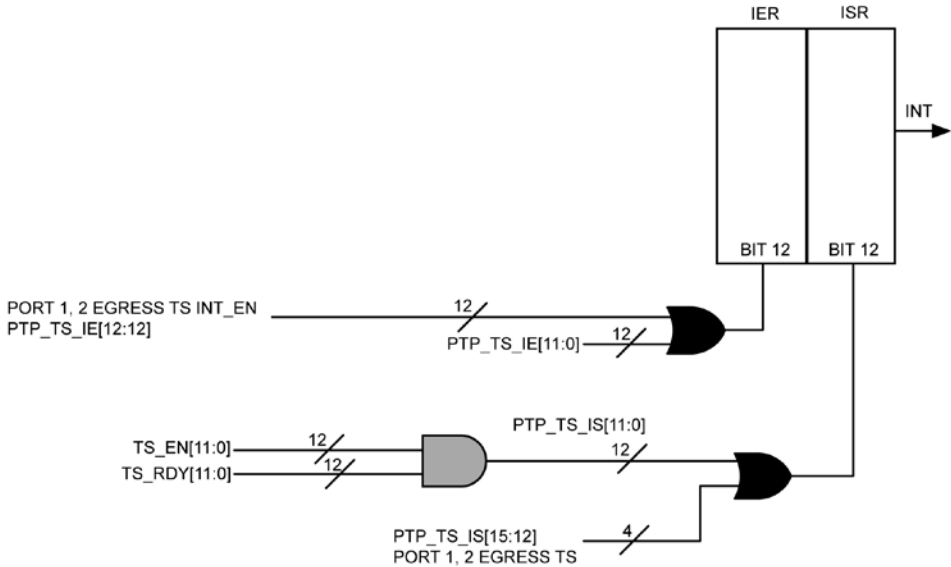 IER ISR
INT
BIT 12 BIT 12
PORT 1, 2 EGRESS TS INT_EN
PTP_TS_IE[12:12]
12
PTP_TS_IE[11:0]
12
PTP_TS_IS[11:0]
TS_EN[11:0]
12
12
TS_RDY[11:0]
12
PTP_TS_IS[15:12]
4
PORT 1, 2 EGRESS TS